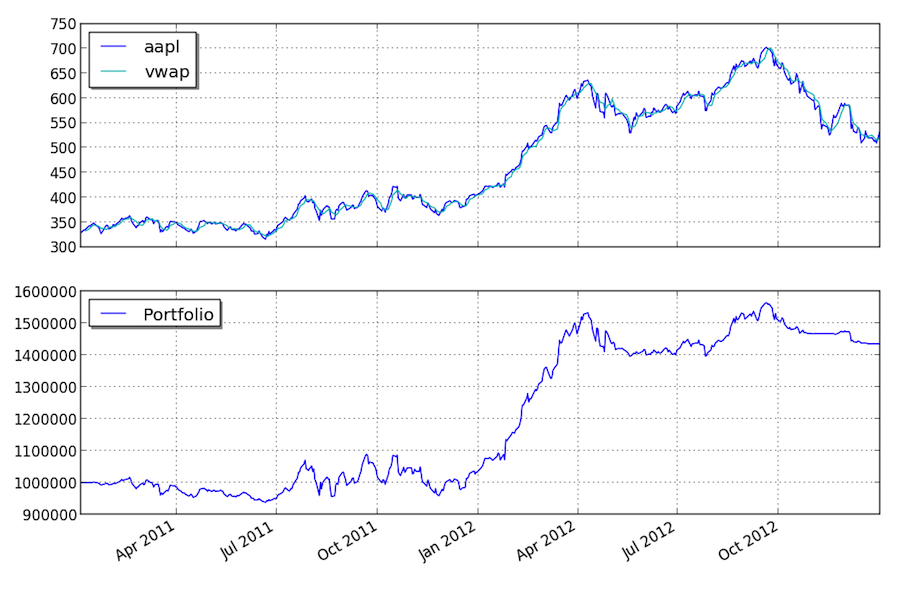 750
700
650
600
550
500
450
400
350
300
aapl
vwap
1600000
1500000
1400000
1300000
1200000
1100000
1000000
900000
Portfolio
Apr 2011
Jul 2011
Oct 2011
Jan 2012
Apr 2012
Jul 2012
Oct 2012